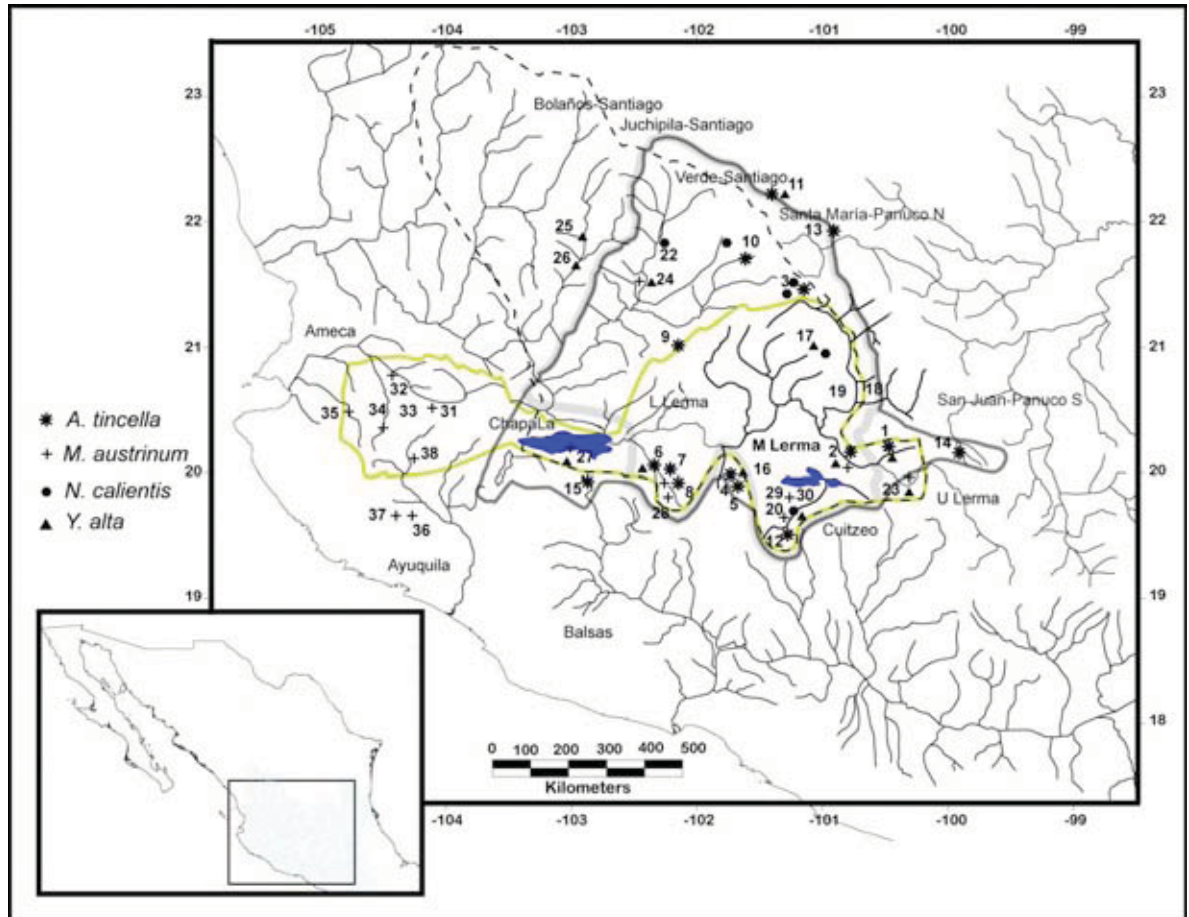 -105 -104 -103 -102 -101 -100 -99
23 23
Bolaños-Santiago
Juchipila-Santiago
Verde-Santiago
11
22 22
Santa María-Panuco N
13
25
10
22
26
24
3
Ameca
21 21
9
17
32
19 18
35 34 33 31
L Lerma
San Juan-Panuco S
ChapaLa
M Lerma
1
14
2
38
6 7
20 20
27
16
15
8
4
5
23
29 30
28
20
U Lerma
37
36
12
Cuitzeo
Ayuquila
19 19
Balsas
18
0 100 200 300 400 500
Kilometers
-104 -103 -102 -101 -100 -99
A. tincella
M. austrinum
N. calientis
Y. alta